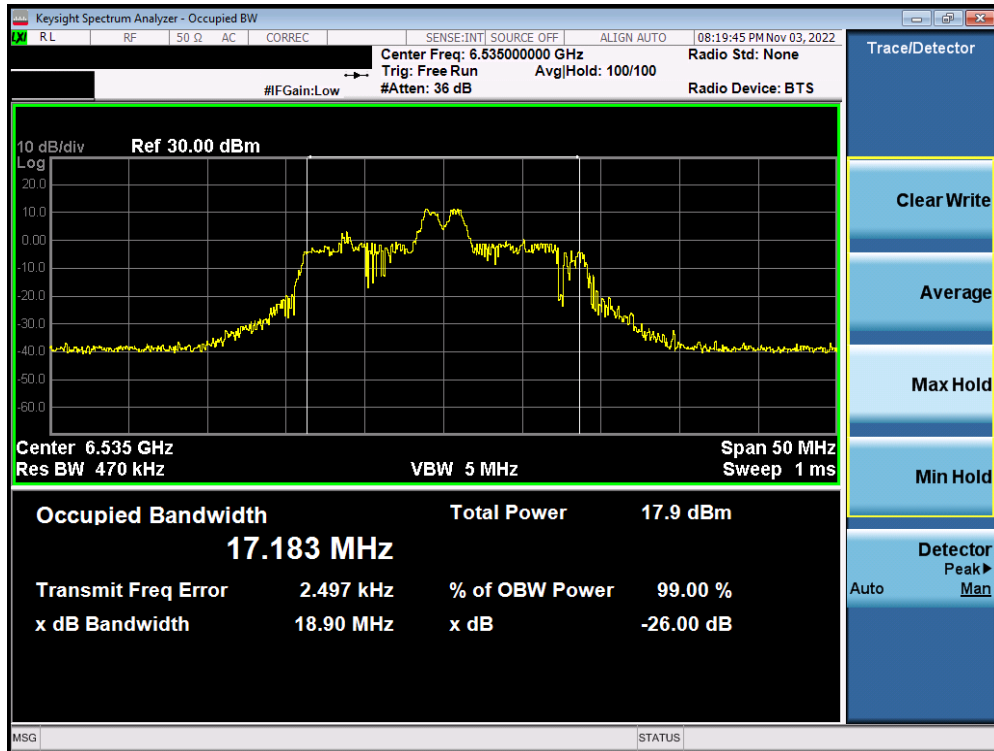 Keysight Spectrum Analyzer - Occupied BW
LXI RL RF 50 Ω AC CORREC SENSE:INT SOURCE OFF ALIGN AUTO 08:19:45 PM Nov 03, 2022
Center Freq: 6.535000000 GHz Radio Std: None
Trig: Free Run Avg|Hold: 100/100
#IFGain:Low #Atten: 36 dB Radio Device: BTS
10 dB/div Ref 30.00 dBm
Log
20.0
10.0
0.00
-10.0
-20.0
-30.0
-40.0
-50.0
-60.0
Center 6.535 GHz Span 50 MHz
Res BW 470 kHz VBW 5 MHz Sweep 1 ms
Occupied Bandwidth Total Power 17.9 dBm
17.183 MHz
Transmit Freq Error 2.497 kHz % of OBW Power 99.00 %
x dB Bandwidth 18.90 MHz x dB -26.00 dB
Trace/Detector
Clear Write
Average
Max Hold
Min Hold
Detector
Peak▶
Auto Man
MSG STATUS